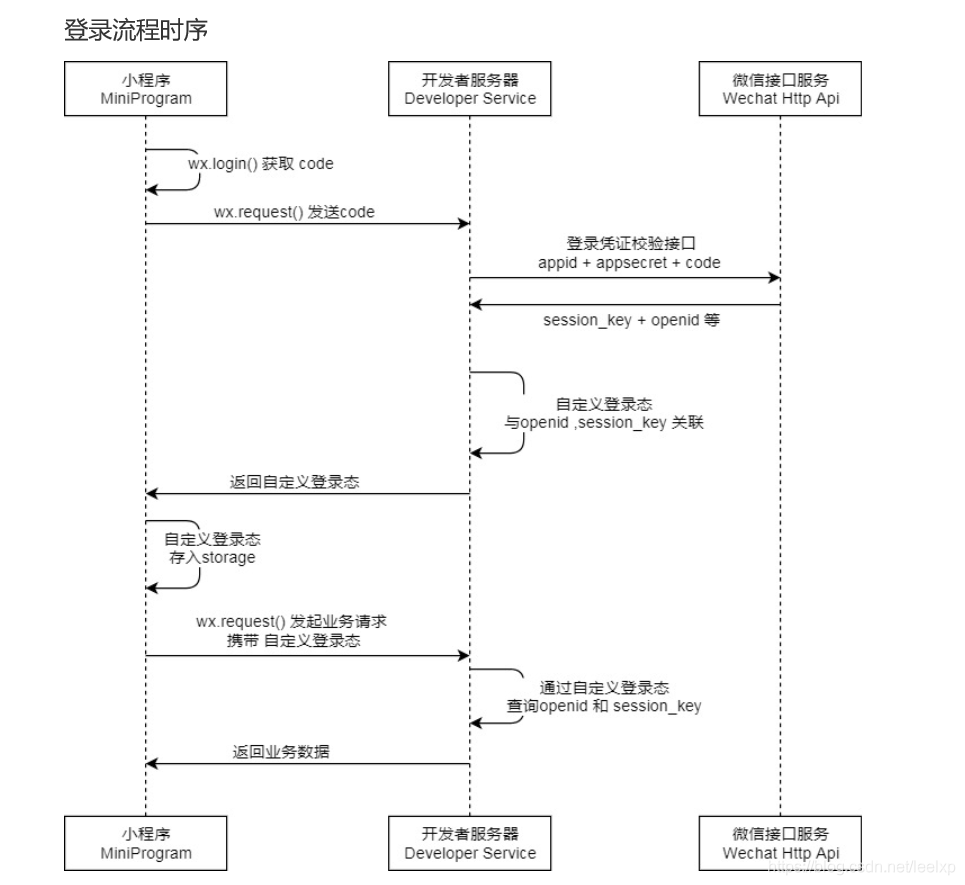 登录流程时序
小程序
MiniProgram
开发者服务器
Developer Service
微信接口服务
Wechat Http Api
wx.login() 获取 code
wx.request() 发送code
登录凭证校验接口
appid + appsecret + code
session_key + openid 等
自定义登录态
与openid ,session_key 关联
返回自定义登录态
自定义登录态
存入storage
wx.request() 发起业务请求
携带 自定义登录态
通过自定义登录态
查询openid 和 session_key
返回业务数据
小程序
MiniProgram
开发者服务器
Developer Service
微信接口服务
Wechat Http Api
https://blog.csdn.net/leelxp